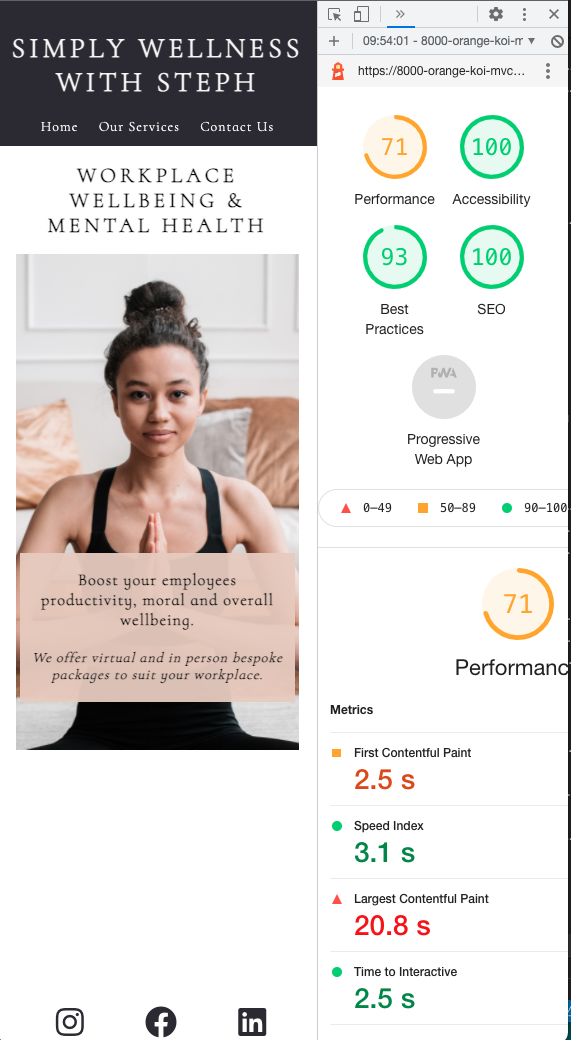 SIMPLY WELLNESS
WITH STEPH
Home Our Services Contact Us
WORKPLACE
WELLBEING &
MENTAL HEALTH
Boost your employees
productivity, moral and overall
wellbeing.
We offer virtual and in person bespoke
packages to suit your workplace.
09:54:01 - 8000-orange-koi-m
https://8000-orange-koi-mvc...
71
Performance
100
Accessibility
93
Best
Practices
100
SEO
PWA
Progressive
Web App
0–49 50–89 90–100
71
Performanc
Metrics
First Contentful Paint
2.5 s
Speed Index
3.1 s
Largest Contentful Paint
20.8 s
Time to Interactive
2.5 s